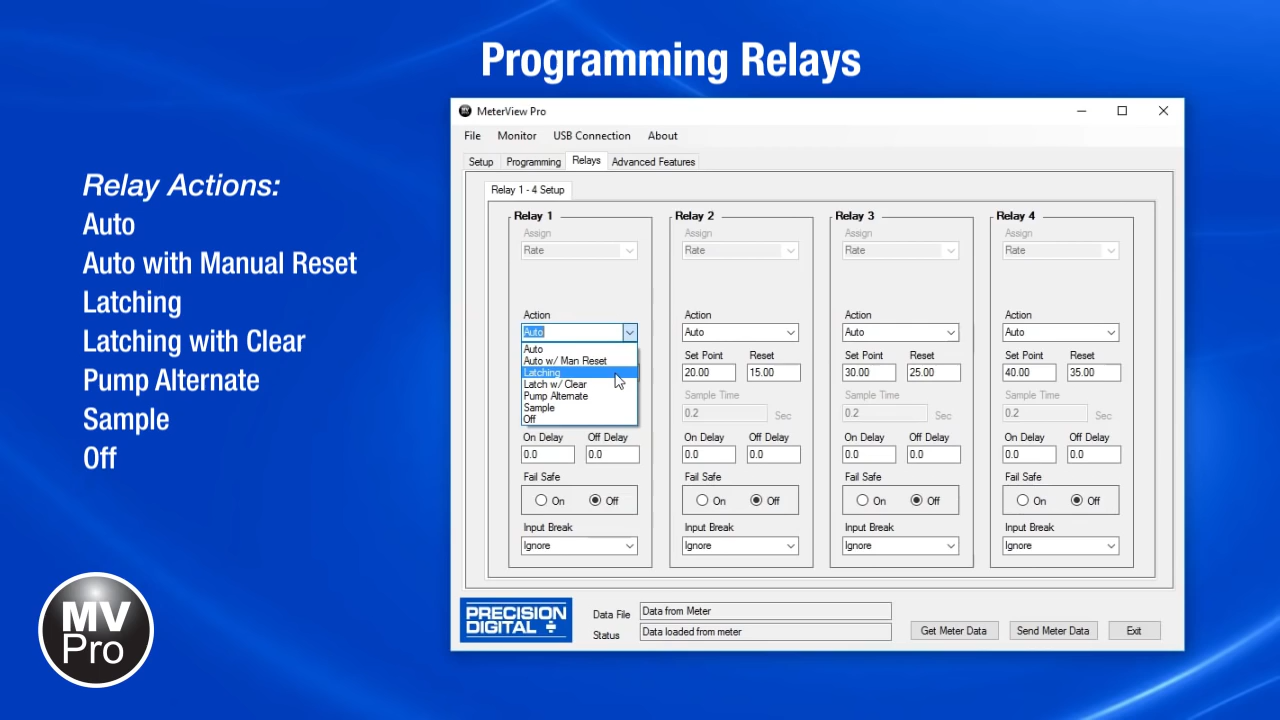 Programming Relays
Relay Actions:
Auto
Auto with Manual Reset
Latching
Latching with Clear
Pump Alternate
Sample
Off
MV
Pro
MV MeterView Pro
File Monitor USB Connection About
Setup Programming Relays Advanced Features
Relay 1 - 4 Setup
Relay 1
Assign
Rate
Action
Auto
Auto
Auto w/ Man Reset
Latching
Latch w/ Clear
Pump Alternate
Sample
Off
On Delay Off Delay
0.0 0.0
Fail Safe
On Off
Input Break
Ignore
Relay 2
Assign
Rate
Action
Auto
Set Point Reset
20.00 15.00
Sample Time
0.2 Sec
On Delay Off Delay
0.0 0.0
Fail Safe
On Off
Input Break
Ignore
Relay 3
Assign
Rate
Action
Auto
Set Point Reset
30.00 25.00
Sample Time
0.2 Sec
On Delay Off Delay
0.0 0.0
Fail Safe
On Off
Input Break
Ignore
Relay 4
Assign
Rate
Action
Auto
Set Point Reset
40.00 35.00
Sample Time
0.2 Sec
On Delay Off Delay
0.0 0.0
Fail Safe
On Off
Input Break
Ignore
PRECISION
DIGITAL
Data File Data from Meter
Status Data loaded from meter
Get Meter Data Send Meter Data Exit